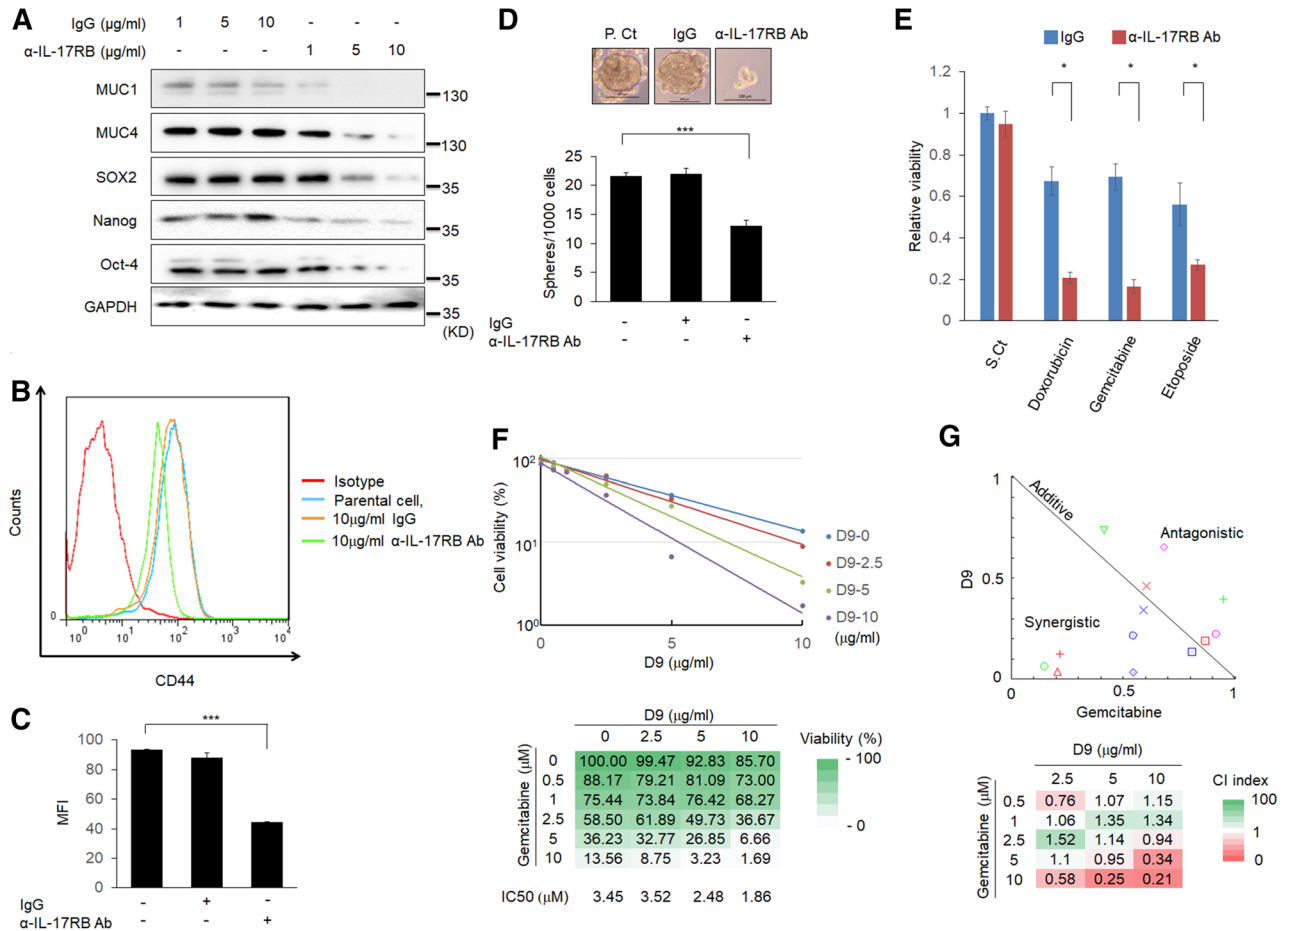 A
IgG (µg/ml) 1 5 10 - - -
α-IL-17RB (µg/ml) - - - 1 5 10
MUC1
130
MUC4
130
SOX2
35
Nanog
35
Oct-4
35
GAPDH
35
(KD)
B
Counts
0
10⁰ 10¹ 10² 10³ 10⁴
CD44
Isotype
Parental cell,
10µg/ml IgG
10µg/ml α-IL-17RB Ab
C
***
MFI
100
80
60
40
20
0
IgG - + -
α-IL-17RB Ab - - +
D
P. Ct IgG α-IL-17RB Ab
***
Spheres/1000 cells
25
20
15
10
5
0
IgG - + -
α-IL-17RB Ab - - +
E
IgG α-IL-17RB Ab
* * *
Relative viability
1.2
1
0.8
0.6
0.4
0.2
0
S.Ct
Doxorubicin
Gemcitabine
Etoposide
F
Cell viability (%)
10²
10¹
10⁰
0 5 10
D9 (µg/ml)
D9-0
D9-2.5
D9-5
D9-10
(µg/ml)
D9 (µg/ml)
0 2.5 5 10
Gemcitabine (µM)
0 100.00 99.47 92.83 85.70
0.5 88.17 79.21 81.09 73.00
1 75.44 73.84 76.42 68.27
2.5 58.50 61.89 49.73 36.67
5 36.23 32.77 26.85 6.66
10 13.56 8.75 3.23 1.69
IC50 (µM) 3.45 3.52 2.48 1.86
Viability (%)
- 100
- 0
G
Additive
Antagonistic
Synergistic
D9
1
0.5
0
0 0.5 1
Gemcitabine
D9 (µg/ml)
2.5 5 10
Gemcitabine (µM)
0.5 0.76 1.07 1.15
1 1.06 1.35 1.34
2.5 1.52 1.14 0.94
5 1.1 0.95 0.34
10 0.58 0.25 0.21
CI index
100
1
0